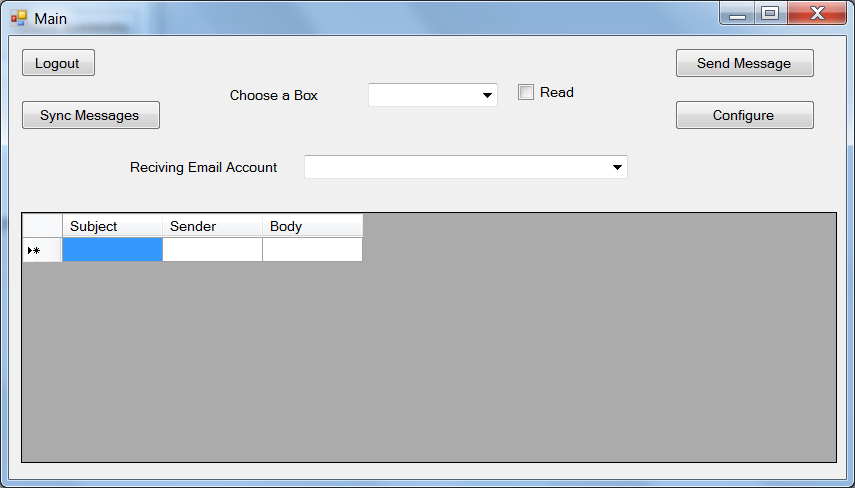 Main
Logout
Send Message
Choose a Box
Read
Sync Messages
Configure
Reciving Email Account
Subject Sender Body